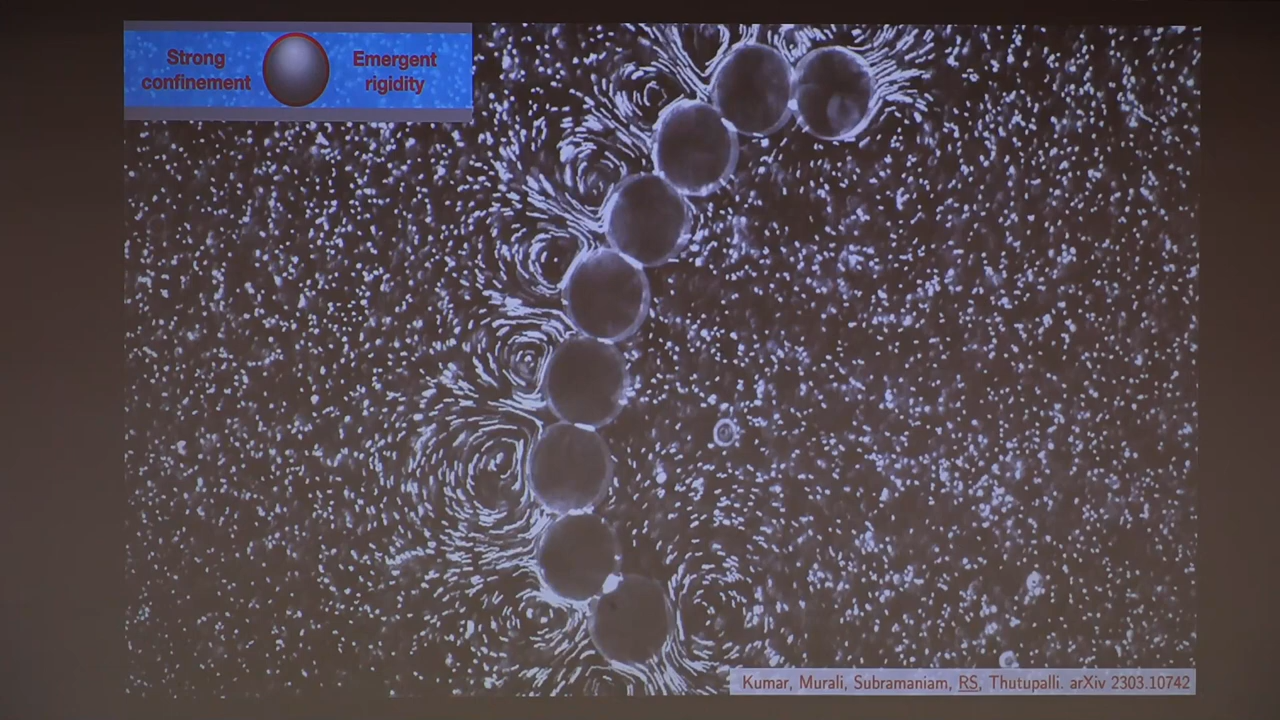 Strong
confinement
Emergent
rigidity
Kumar, Murali, Subramaniam, RS, Thutupalli. arXiv 2303.10742